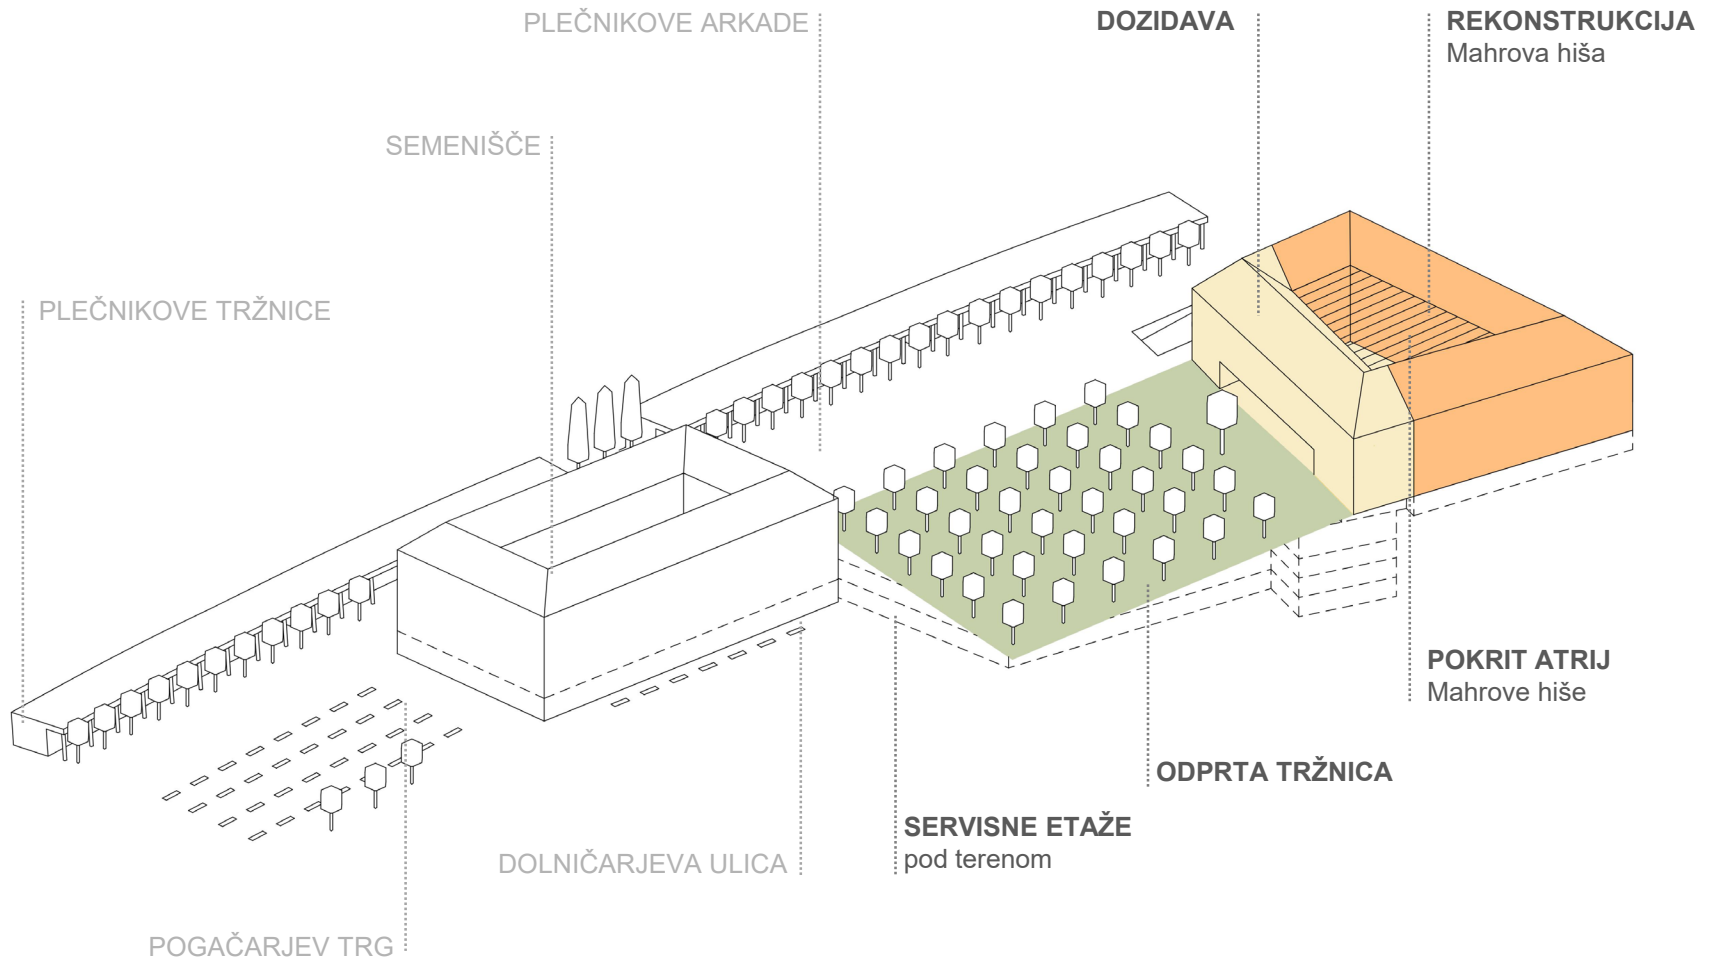 PLEČNIKOVE ARKADE
DOZIDAVA
REKONSTRUKCIJA
Mahrova hiša
SEMENIŠČE
PLEČNIKOVE TRŽNICE
POKRIT ATRIJ
Mahrove hiše
ODPRTA TRŽNICA
SERVISNE ETAŽE
pod terenom
DOLNIČARJEVA ULICA
POGAČARJEV TRG